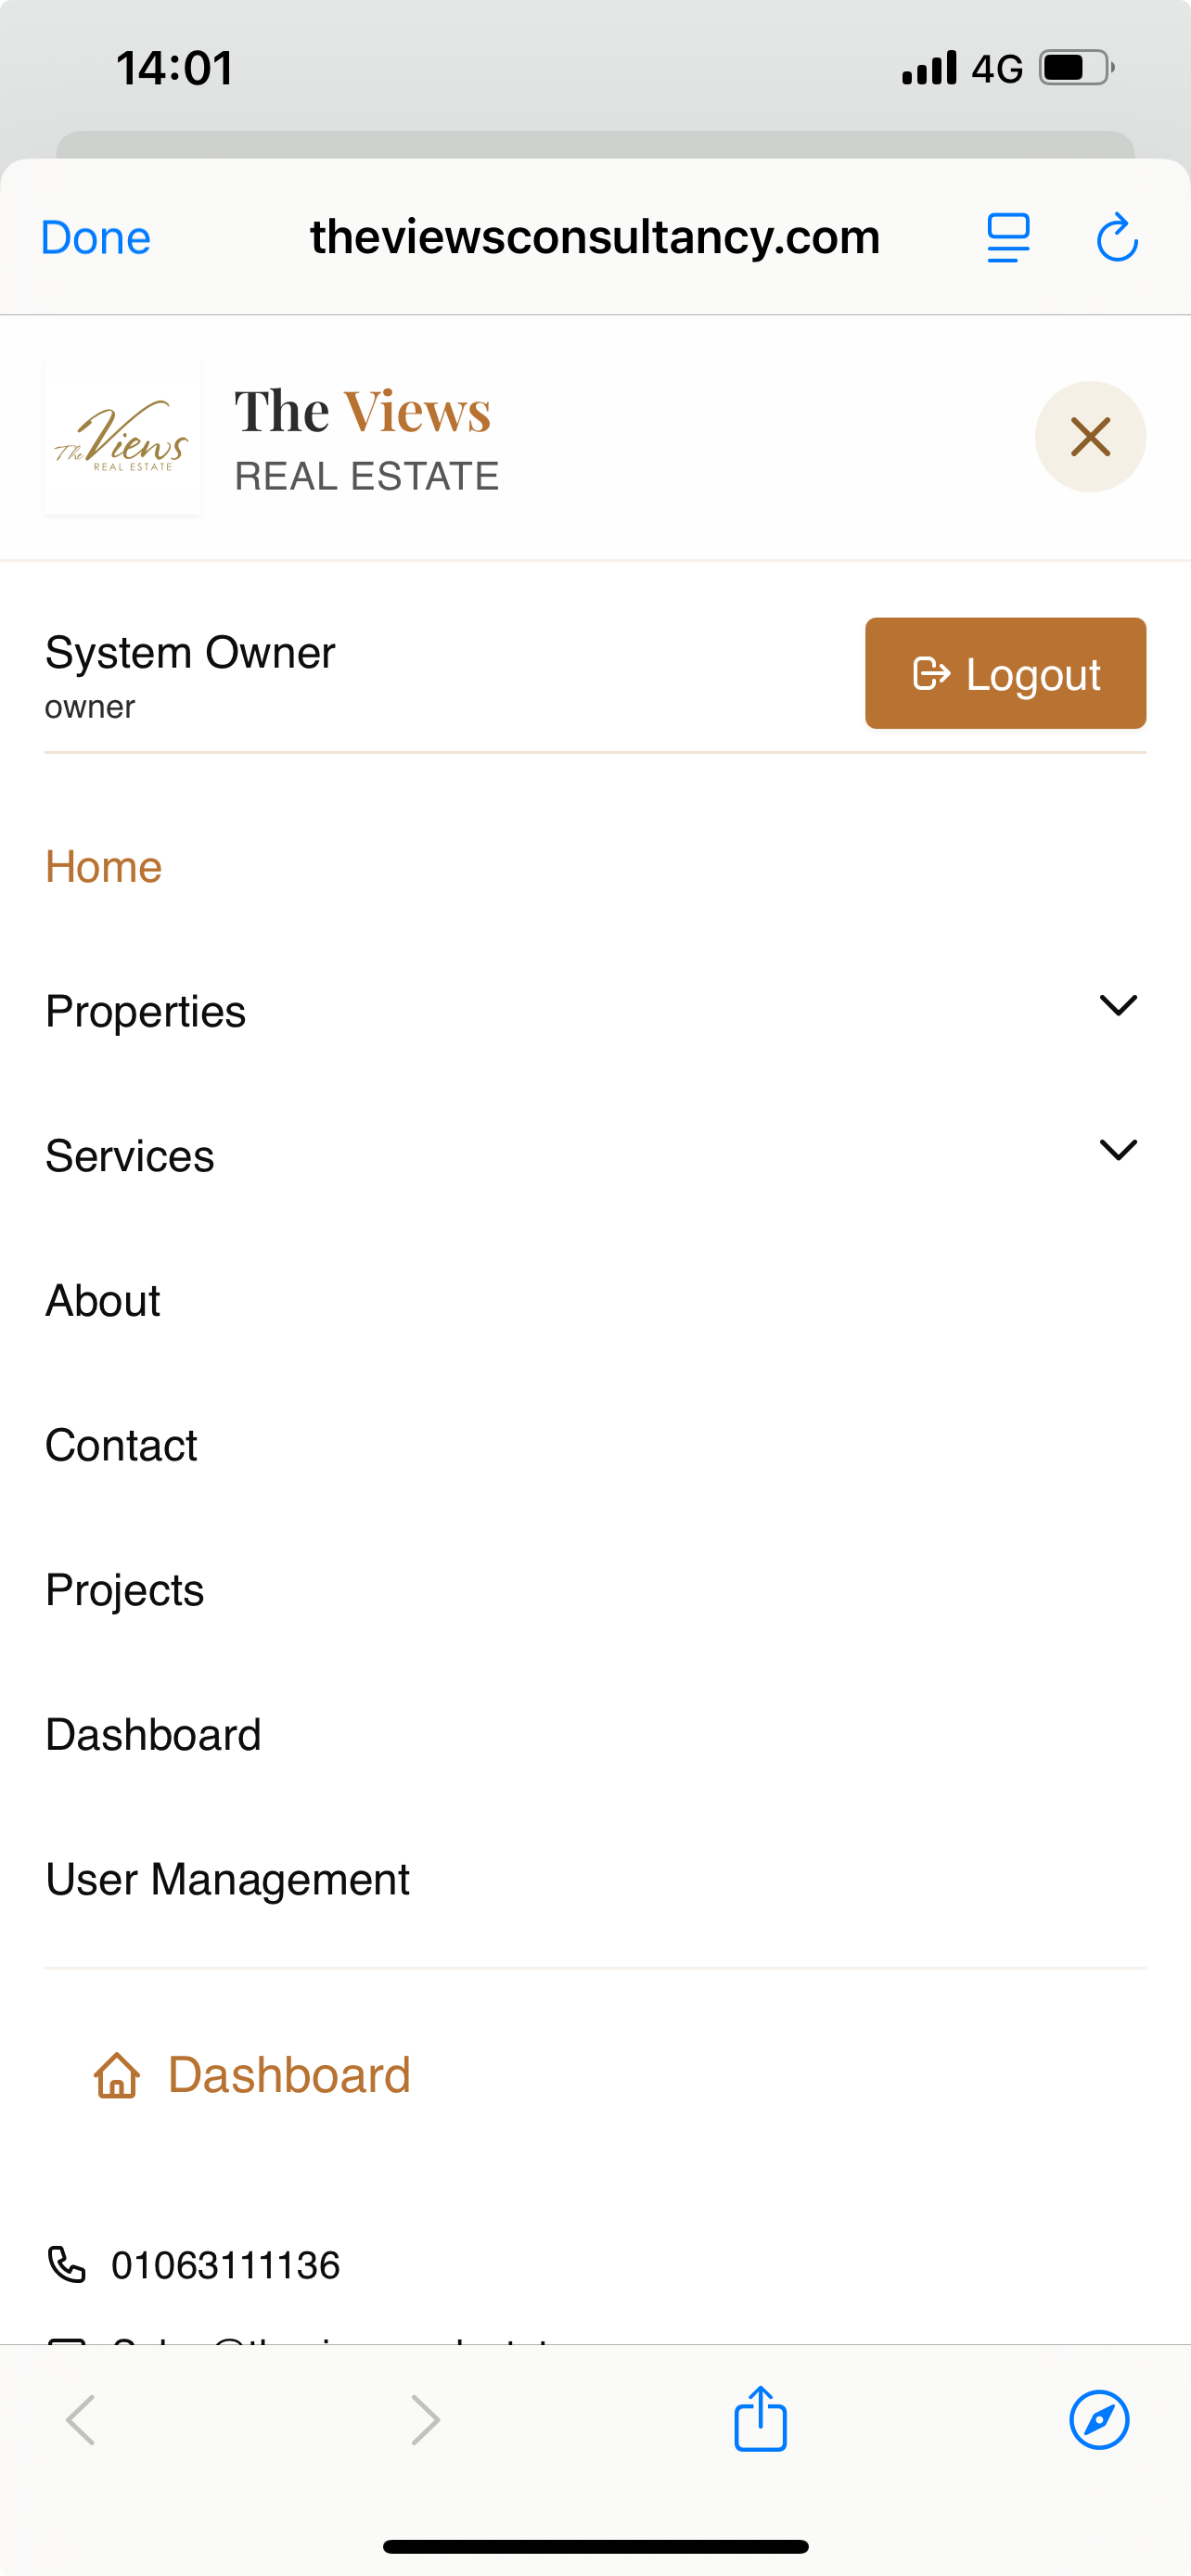 14:01
4G
Done
theviewsconsultancy.com
The Views
REAL ESTATE
The Views
REAL ESTATE
System Owner
owner
Logout
Home
Properties
Services
About
Contact
Projects
Dashboard
User Management
Dashboard
01063111136